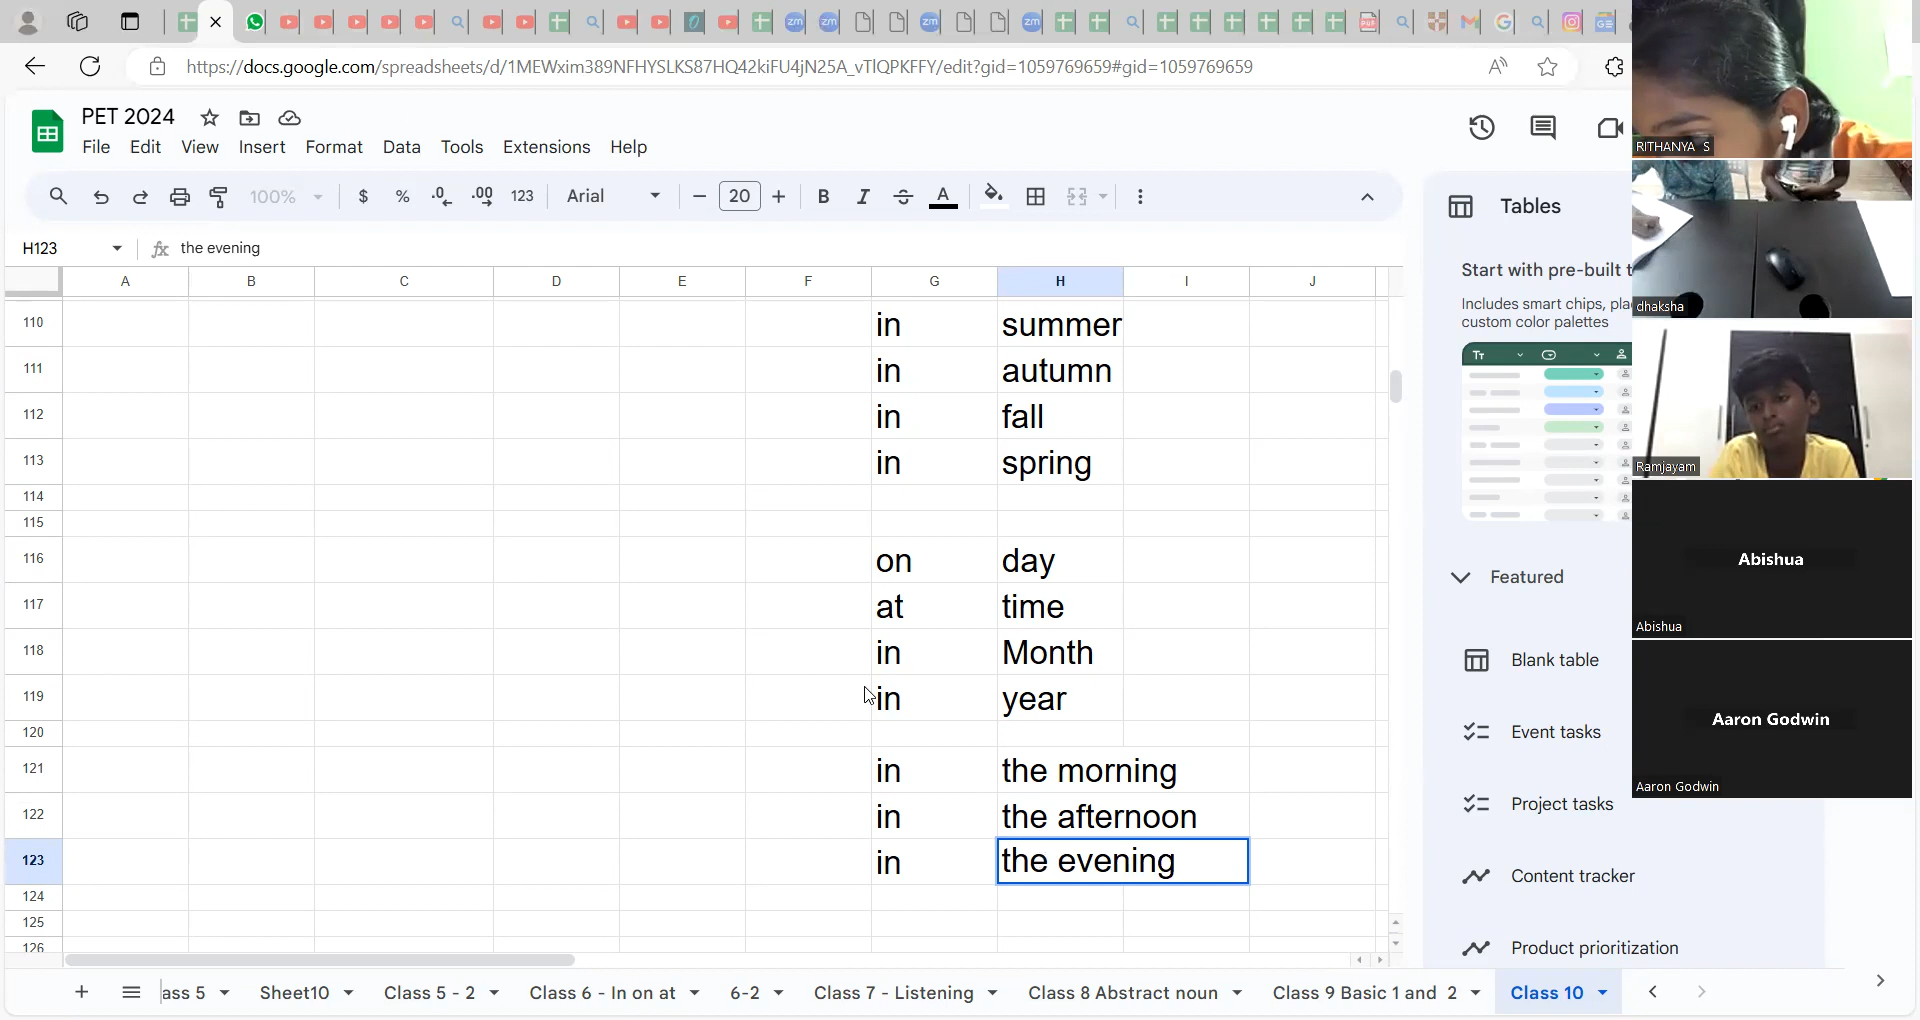 https://docs.google.com/spreadsheets/d/1MEWxim389NFHYSLKS87HQ42kiFU4jN25A_vTlQPKFFY/edit?gid=1059769659#gid=1059769659
PET 2024
File Edit View Insert Format Data Tools Extensions Help
100% $ % .0 .00 123 Arial 20 B I A
H123 the evening
A B C D E F G H I J
110 in summer
111 in autumn
112 in fall
113 in spring
114
115
116 on day
117 at time
118 in Month
119 in year
120
121 in the morning
122 in the afternoon
123 in the evening
124
125
126
ass 5 Sheet10 Class 5 - 2 Class 6 - In on at 6-2 Class 7 - Listening Class 8 Abstract noun Class 9 Basic 1 and 2 Class 10
Tables
Start with pre-built t
Includes smart chips, pla
custom color palettes
Featured
Blank table
Event tasks
Project tasks
Content tracker
Product prioritization
RITHANYA S
dhaksha
Ramjayam
Abishua
Abishua
Aaron Godwin
Aaron Godwin